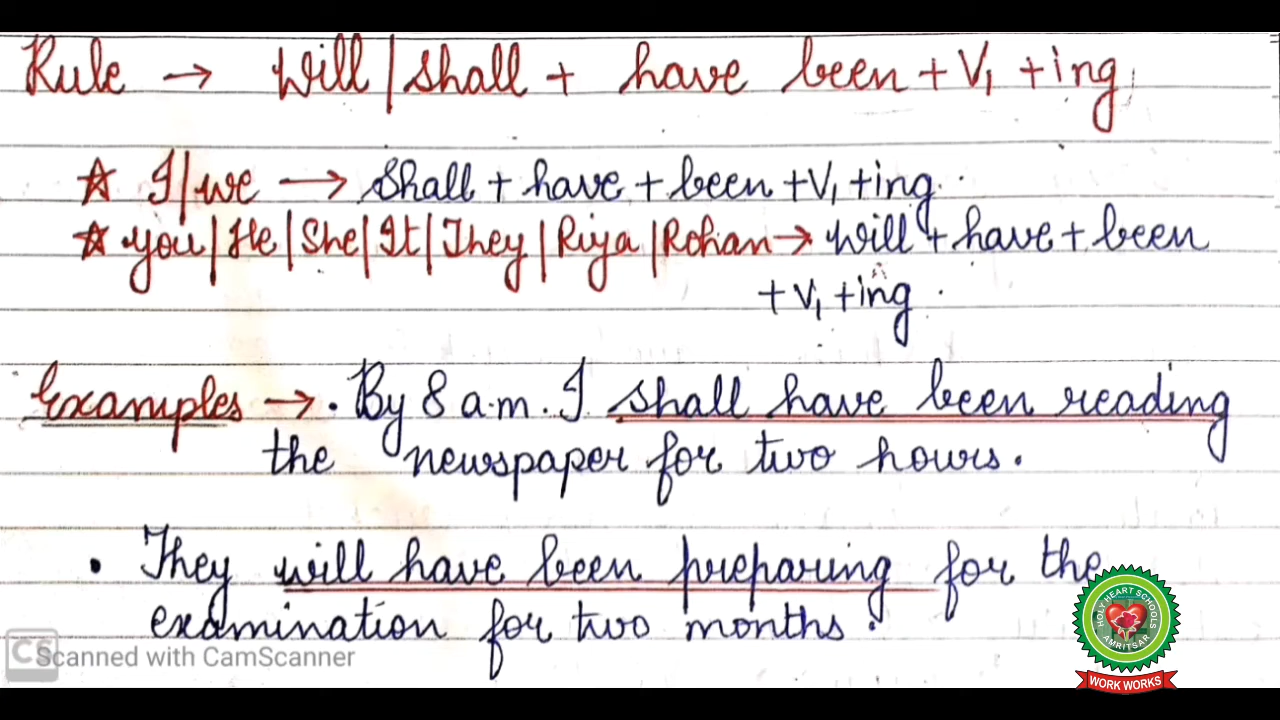 Rule → Will | shall + have been + V₁ + ing
☆ I|we → Shall + have + been + V₁ + ing.
☆ you | He | She | It | They | Riya | Rohan → will + have + been
+ V₁ + ing .
Examples → . By 8 a.m. I shall have been reading
the newspaper for two hours.
• They will have been preparing for the
examination for two months.
CS Scanned with CamScanner
HOLY HEART SCHOOLS
AMRITSAR
WORK WORKS